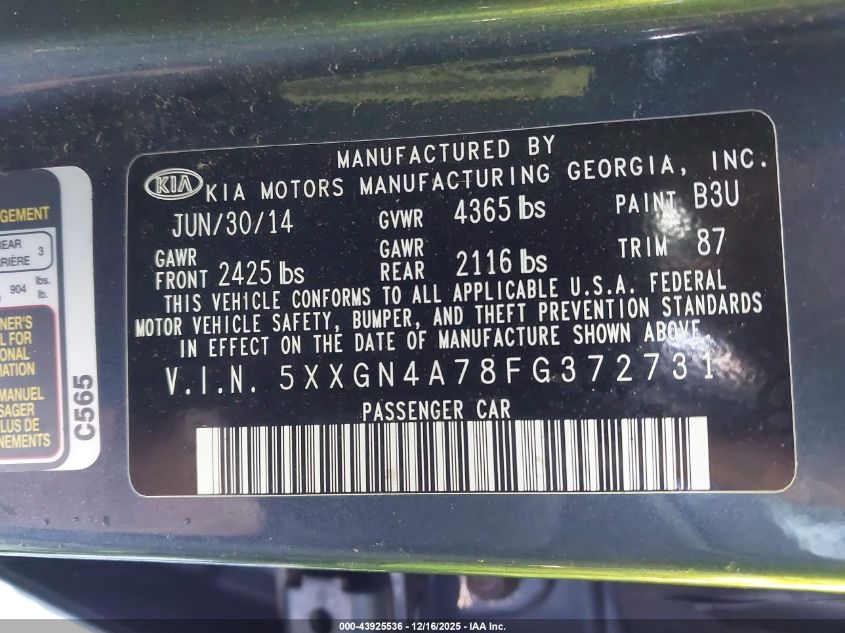 MANUFACTURED BY
KIA KIA MOTORS MANUFACTURING GEORGIA, INC.
JUN/30/14 GVWR 4365 lbs PAINT B3U
GAWR FRONT 2425 lbs GAWR REAR 2116 lbs TRIM 87
THIS VEHICLE CONFORMS TO ALL APPLICABLE U.S.A. FEDERAL
MOTOR VEHICLE SAFETY, BUMPER, AND THEFT PREVENTION STANDARDS
IN EFFECT ON THE DATE OF MANUFACTURE SHOWN ABOVE
V.I.N. 5XXGN4A78FG372731
PASSENGER CAR
REAR
3
904 lbs.
lb.
MANUEL
PLUS DE
C565
000-43925536 - 12/16/2025 - IAA Inc.